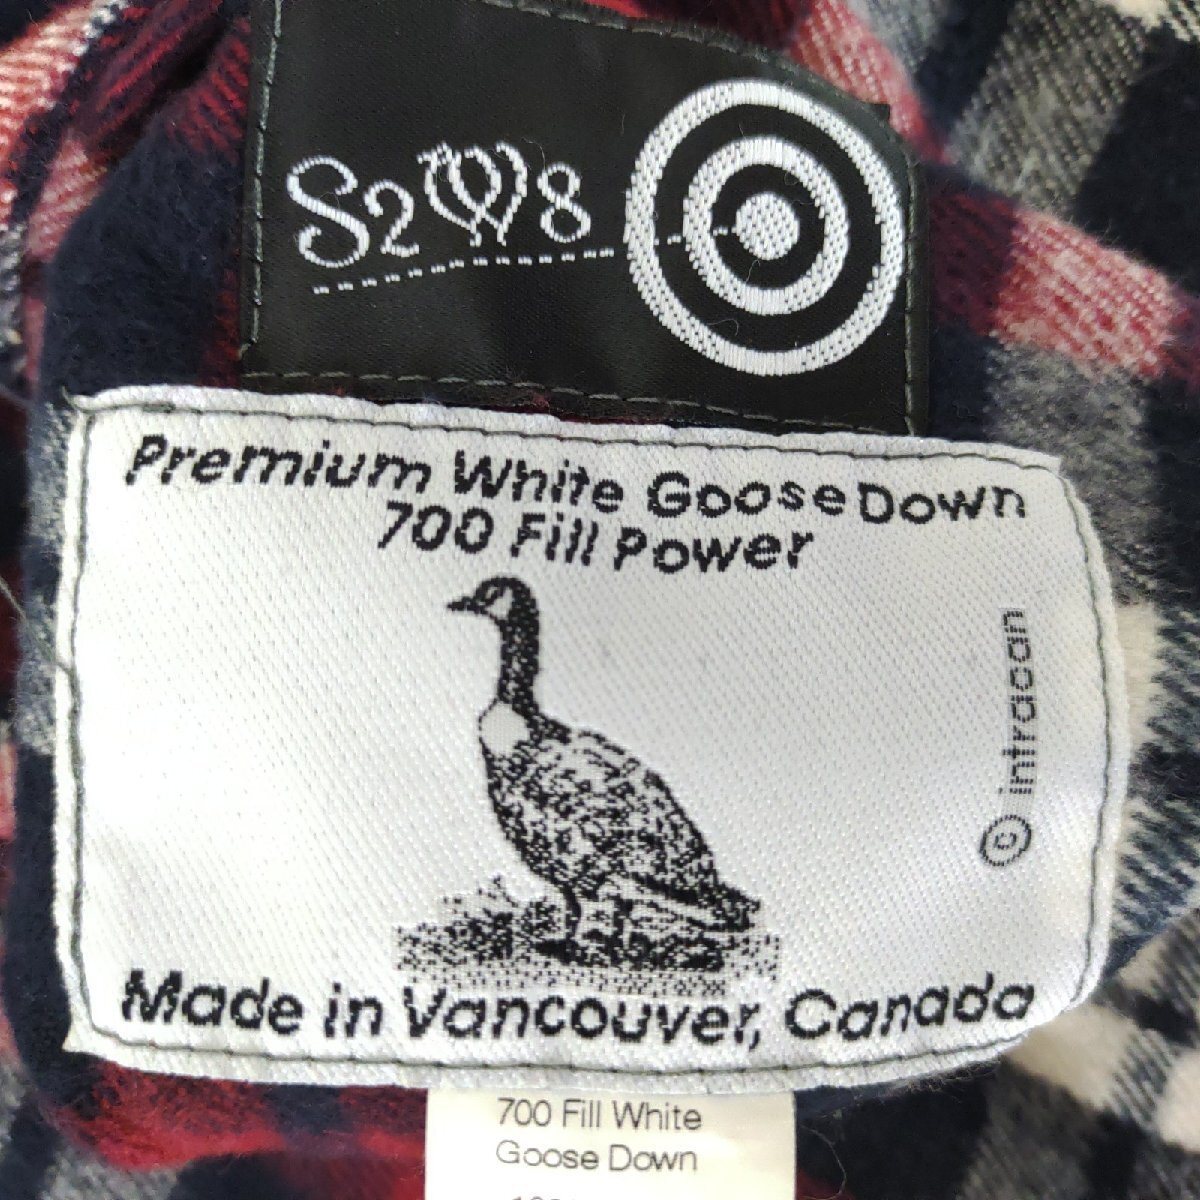 S2W8
Premium White Goose Down
700 Fill Power
© intracan
Made in Vancouver, Canada
700 Fill White
Goose Down